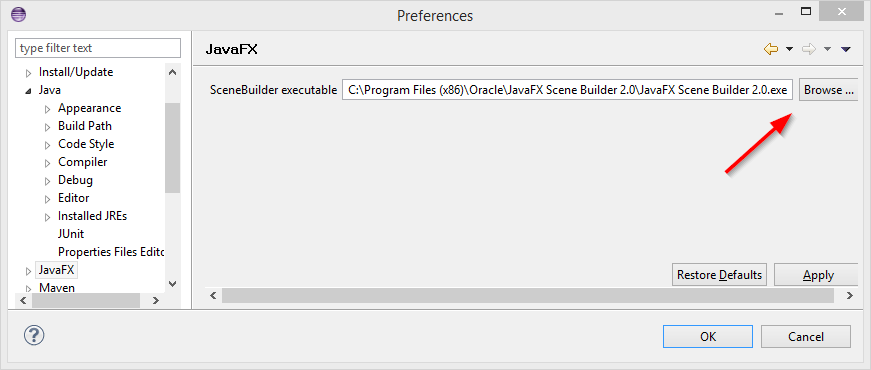 Preferences
type filter text
Install/Update
Java
Appearance
Build Path
Code Style
Compiler
Debug
Editor
Installed JREs
JUnit
Properties Files Edito
JavaFX
Maven
JavaFX
SceneBuilder executable C:\Program Files (x86)\Oracle\JavaFX Scene Builder 2.0\JavaFX Scene Builder 2.0.exe Browse ...
Restore Defaults Apply
? OK Cancel